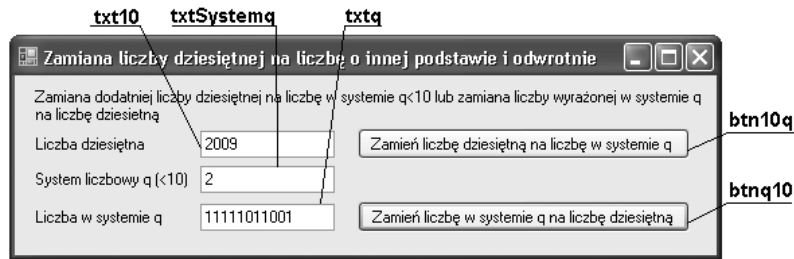 txt10 txtSystemq txtq
Zamiana liczby dziesiętnej na liczbę o innej podstawie i odwrotnie
Zamiana dodatniej liczby dziesiętnej na liczbę w systemie q<10 lub zamiana liczby wyrażonej w systemie q
na liczbę dziesietną
btn10q
Liczba dziesiętna 2009 Zamień liczbę dziesiętną na liczbę w systemie q
System liczbowy q (<10) 2
btnq10
Liczba w systemie q 11111011001 Zamień liczbę w systemie q na liczbę dziesiętną